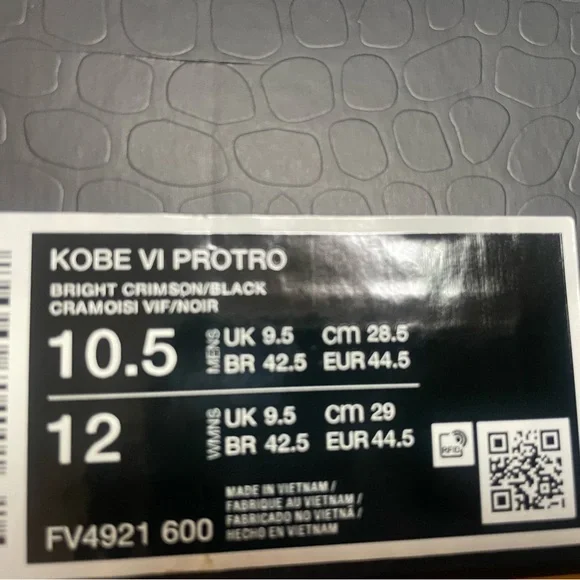 KOBE VI PROTRO
BRIGHT CRIMSON/BLACK
CRAMOISI VIF/NOIR
10.5 MENS UK 9.5 cm 28.5
BR 42.5 EUR 44.5
12 WMNS UK 9.5 cm 29
BR 42.5 EUR 44.5
RFID
MADE IN VIETNAM /
FABRIQUE AU VIETNAM /
FABRICADO NO VIETNÃ /
HECHO EN VIETNAM
FV4921 600